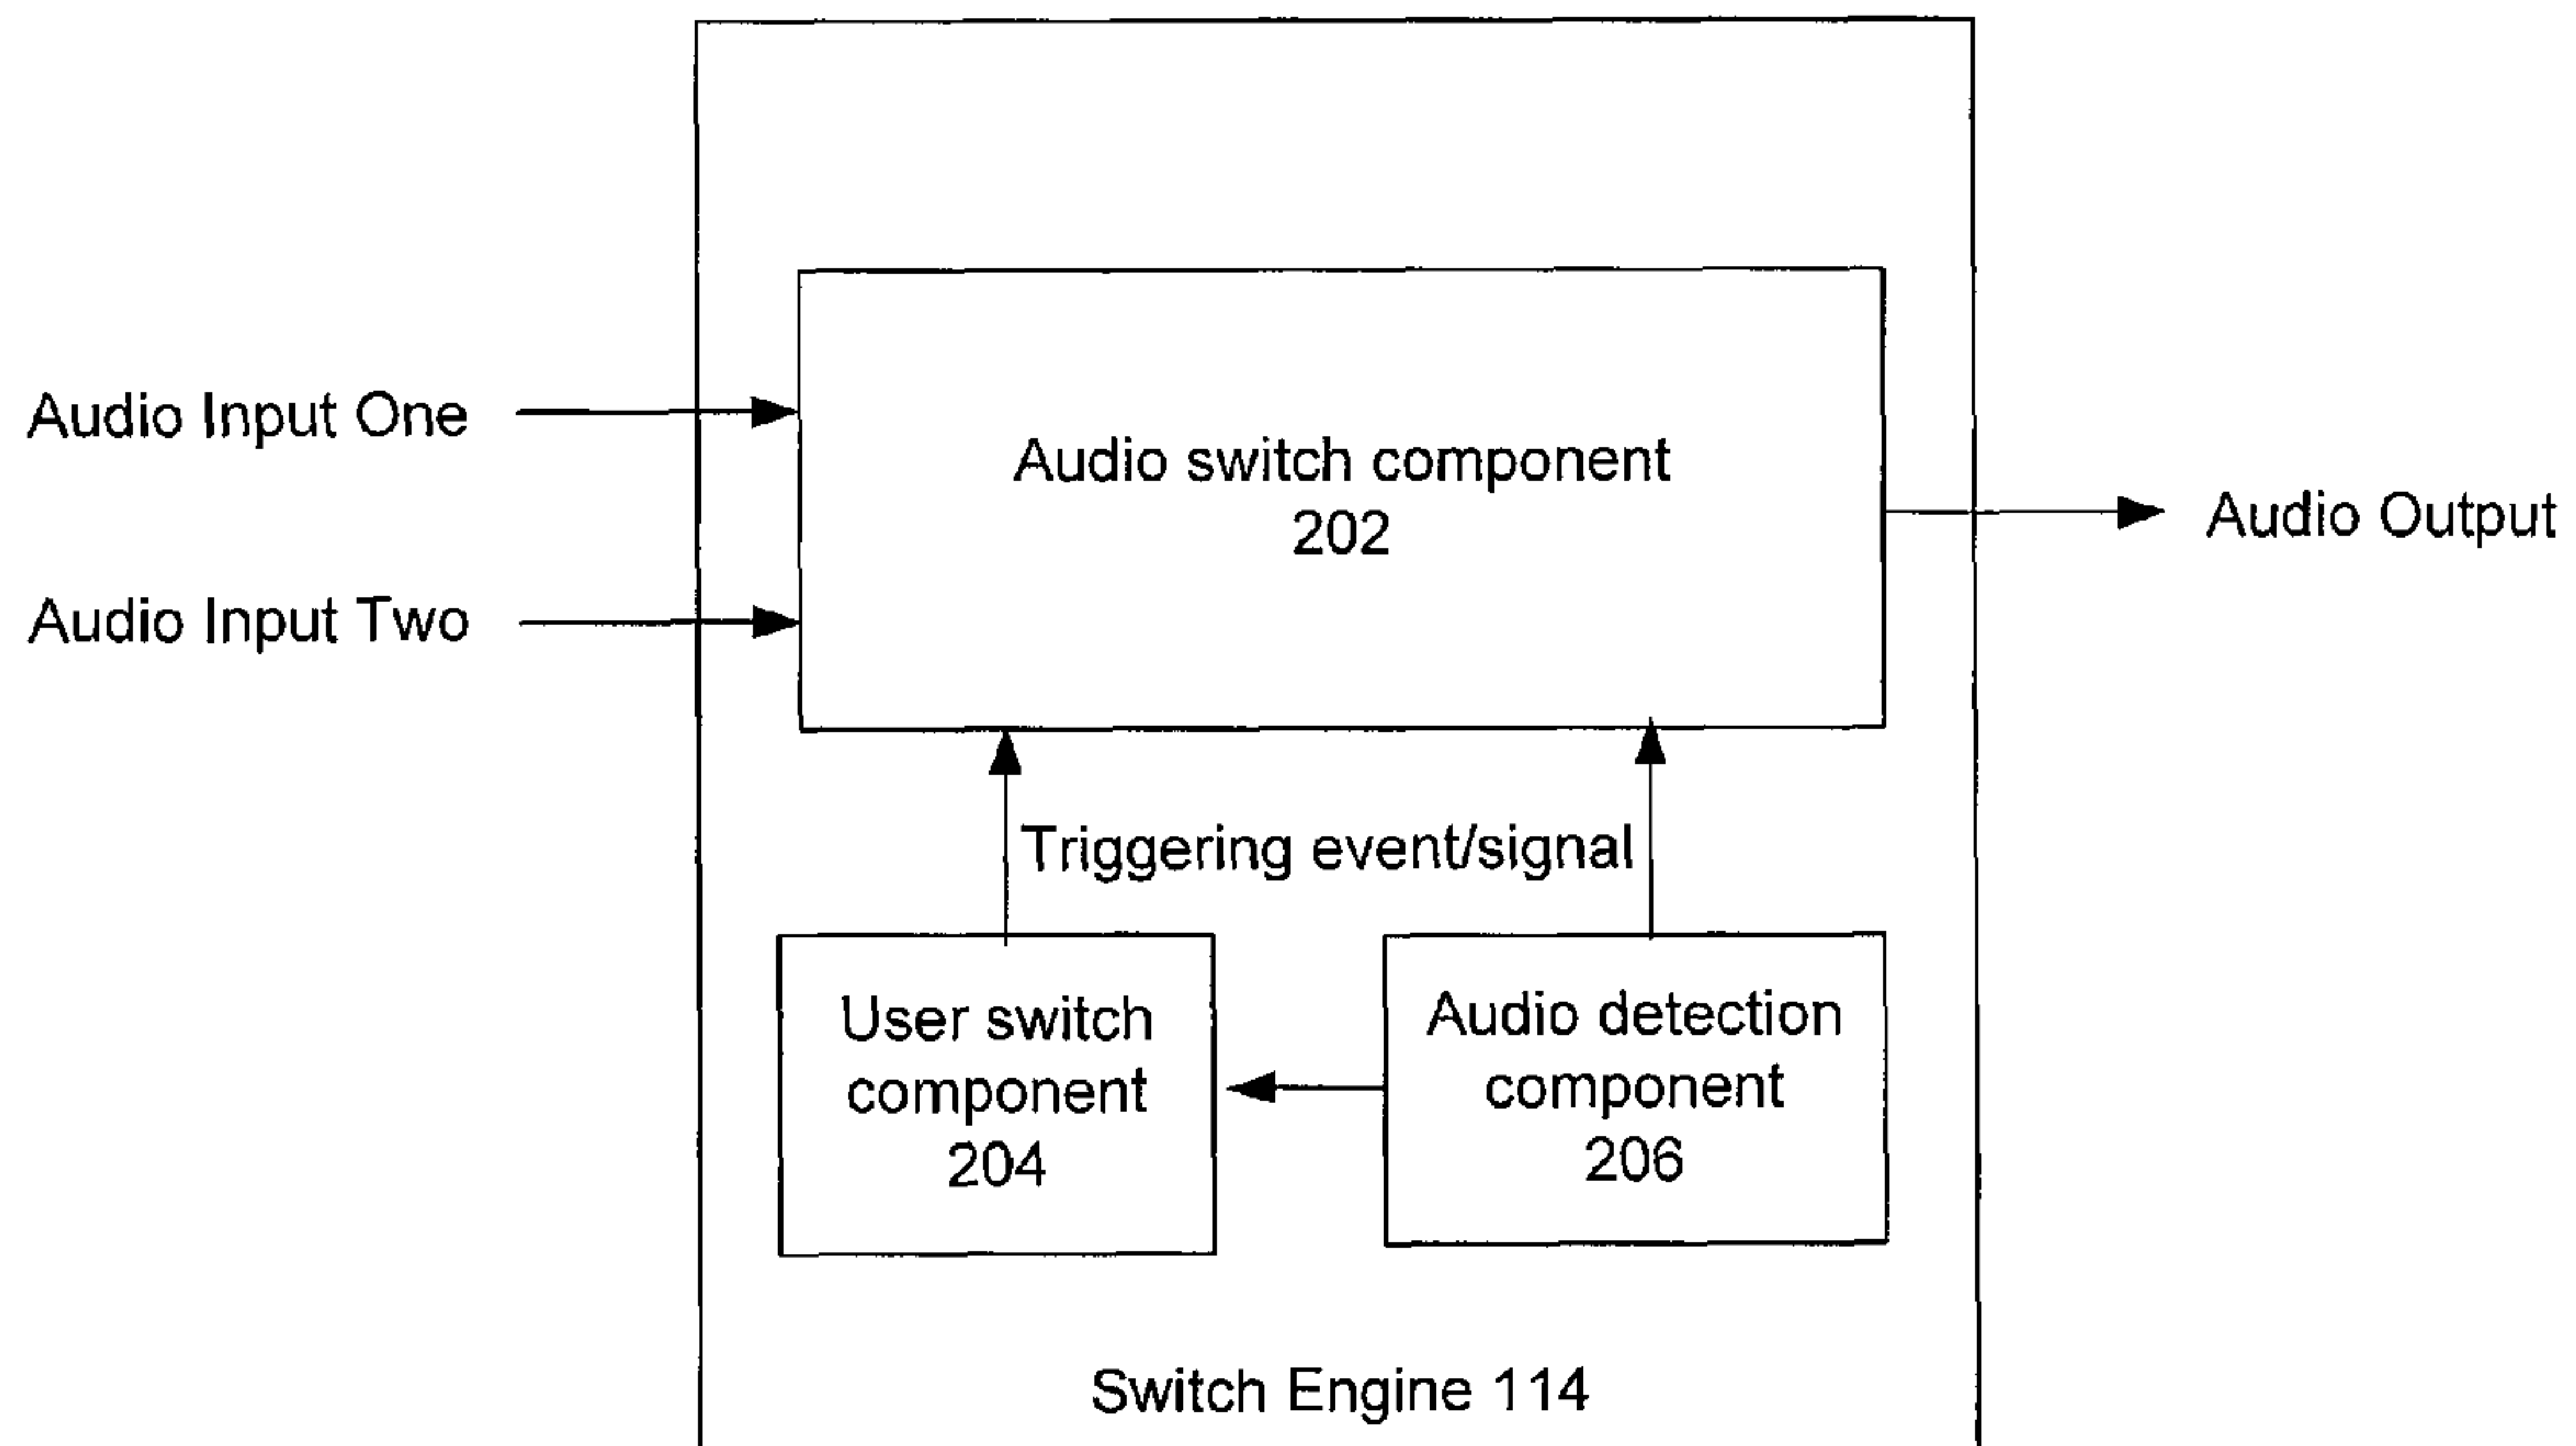 Audio Input One
Audio Input Two
Audio switch component
202
Audio Output
Triggering event/signal
User switch
component
204
Audio detection
component
206
Switch Engine 114